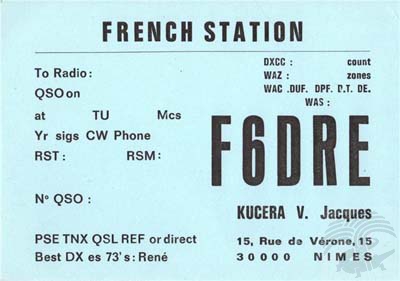 FRENCH STATION
To Radio:
QSO on
at TU Mcs
Yr sigs CW Phone
RST: RSM:
N° QSO:
PSE TNX QSL REF or direct
Best DX es 73's: René
DXCC: count
WAZ: zones
WAC .DUF. DPF. D.T. DE.
WAS:
F6DRE
KUCERA V. Jacques
15, Rue de Vérone, 15
30000 NIMES